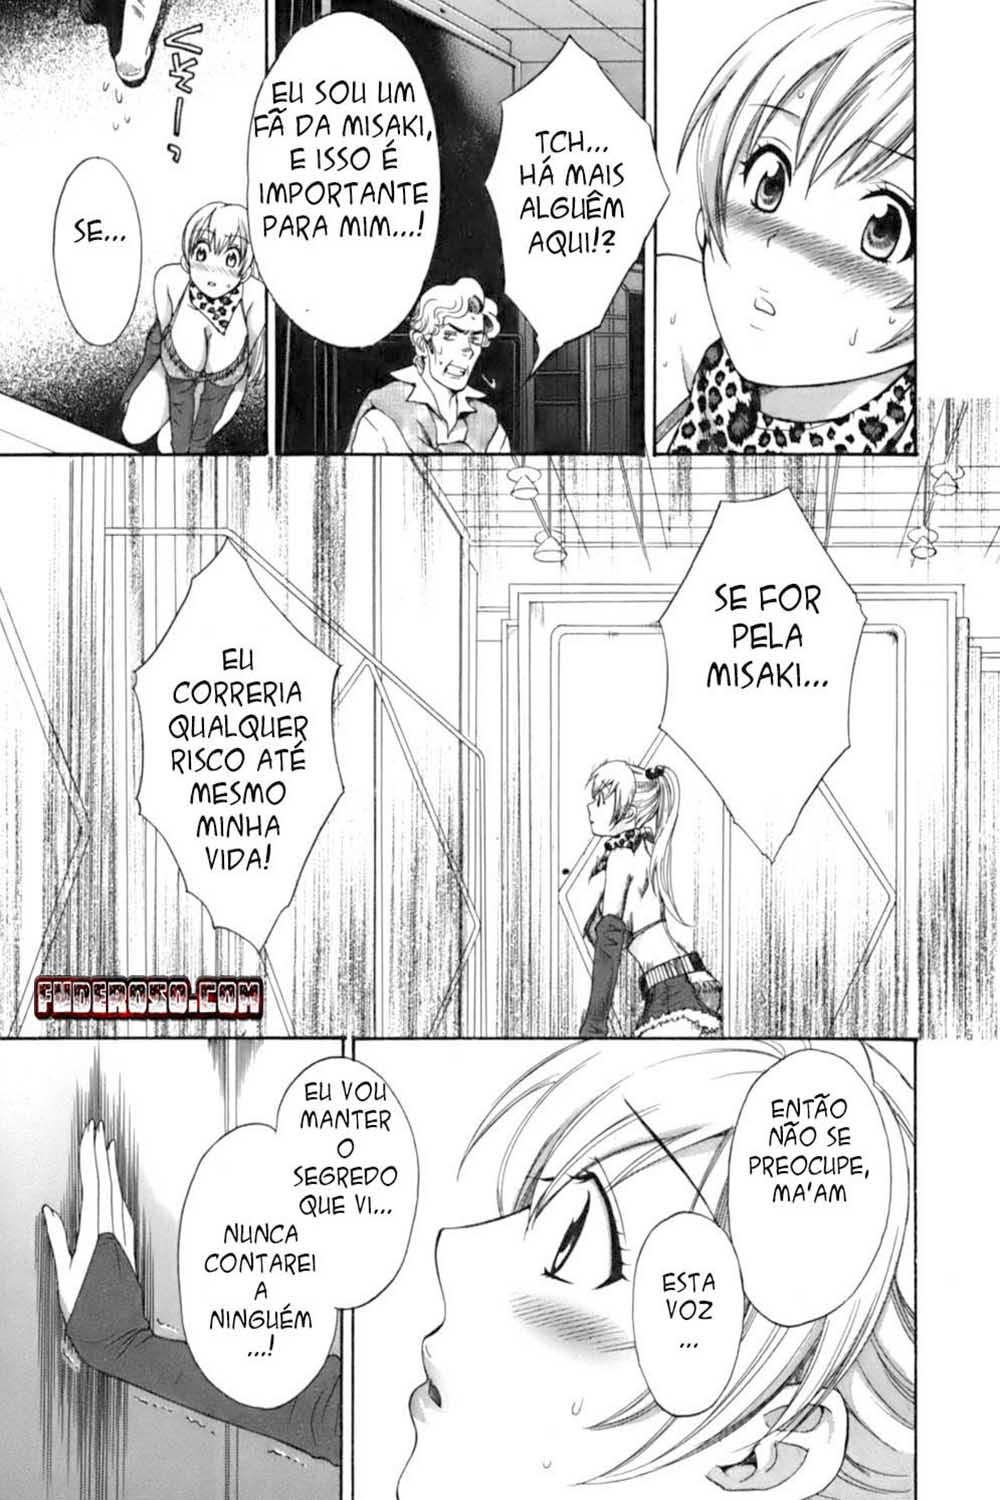 TCH...
HÁ MAIS
ALGUÊM
AQUI!?
EU SOU UM
FÃ DA MISAKI,
E ISSO É
IMPORTANTE
PARA MIM...!
SE...
SE FOR
PELA
MISAKI...
EU
CORRERIA
QUALQUER
RISCO ATÉ
MESMO
MINHA
VIDA!
FUDEROSO.COM
ENTÃO
NÃO SE
PREOCUPE,
MA'AM
ESTA
VOZ
...
EU VOU
MANTER
O
SEGREDO
QUE VI...
NUNCA
CONTAREI
A
NINGUÉM
...!